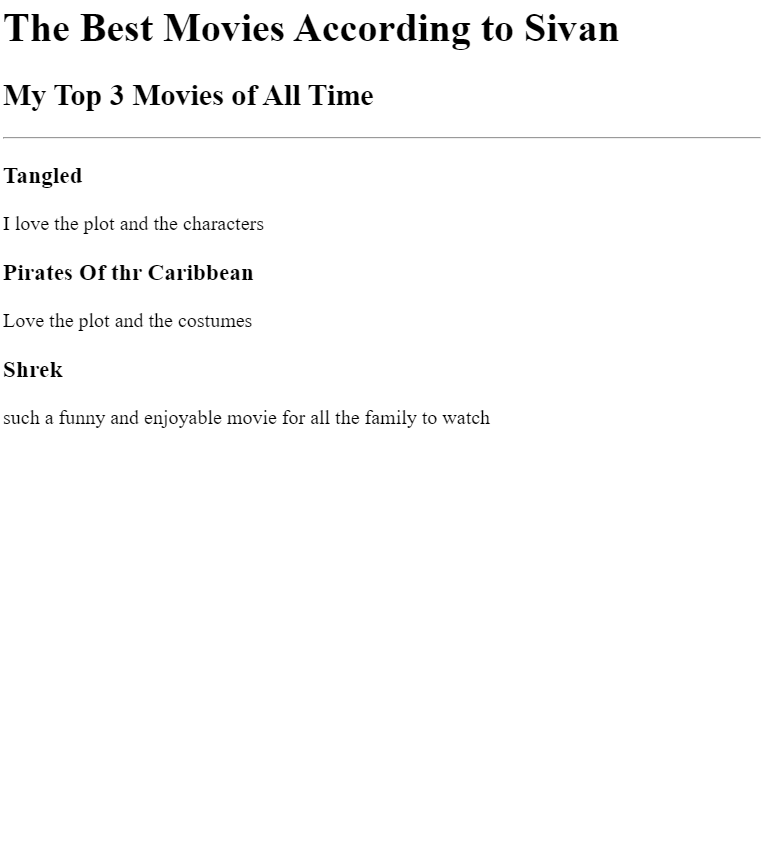 The Best Movies According to Sivan
My Top 3 Movies of All Time
Tangled
I love the plot and the characters
Pirates Of thr Caribbean
Love the plot and the costumes
Shrek
such a funny and enjoyable movie for all the family to watch